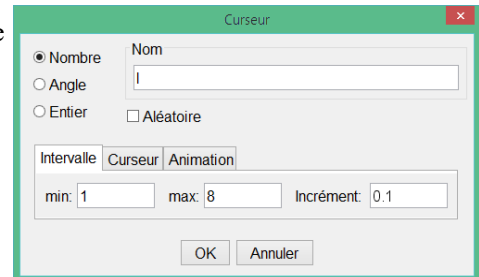 Curseur
e
Nombre
Nom
l
Angle
Entier
Aléatoire
Intervalle Curseur Animation
min: 1 max: 8 Incrément: 0.1
OK Annuler